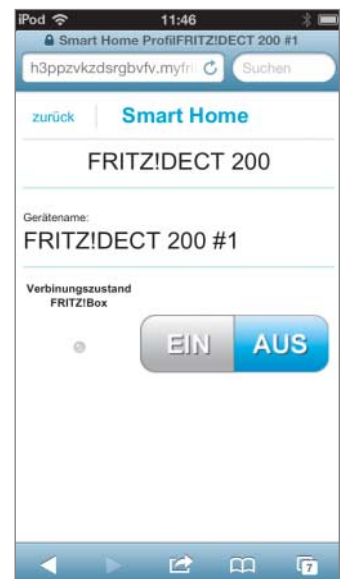 iPod 11:46
Smart Home ProfilFRITZ!DECT 200 #1
h3ppzvkzdsrgbvfv.myfri Suchen
zurück Smart Home
FRITZ!DECT 200
Gerätename:
FRITZ!DECT 200 #1
Verbinungszustand
FRITZ!Box
EIN AUS
7